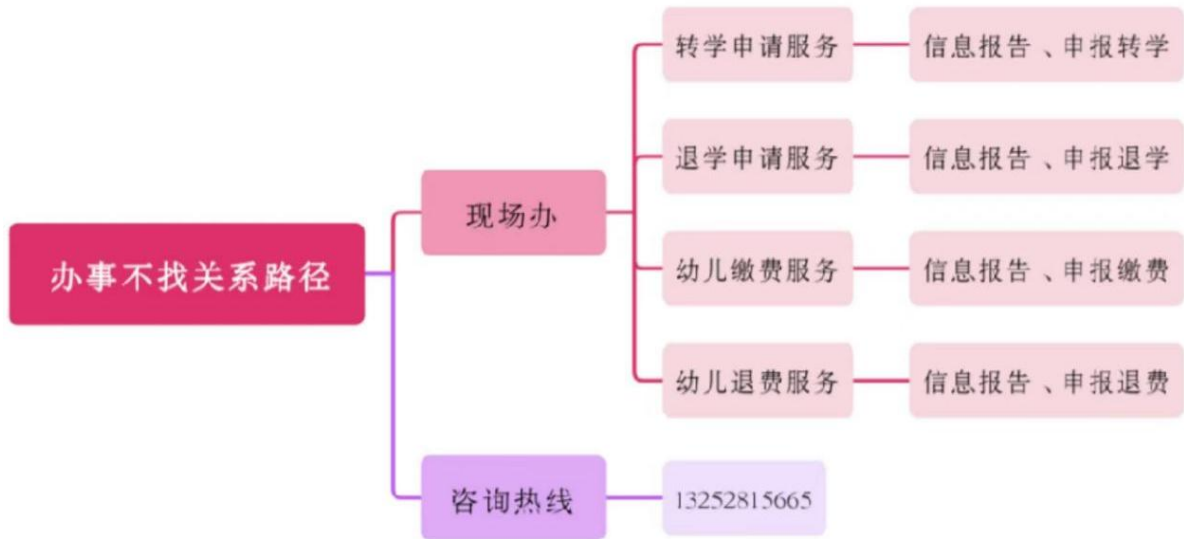 办事不找关系路径
现场办
转学申请服务
信息报告、申报转学
退学申请服务
信息报告、申报退学
幼儿缴费服务
信息报告、申报缴费
幼儿退费服务
信息报告、申报退费
咨询热线
13252815665